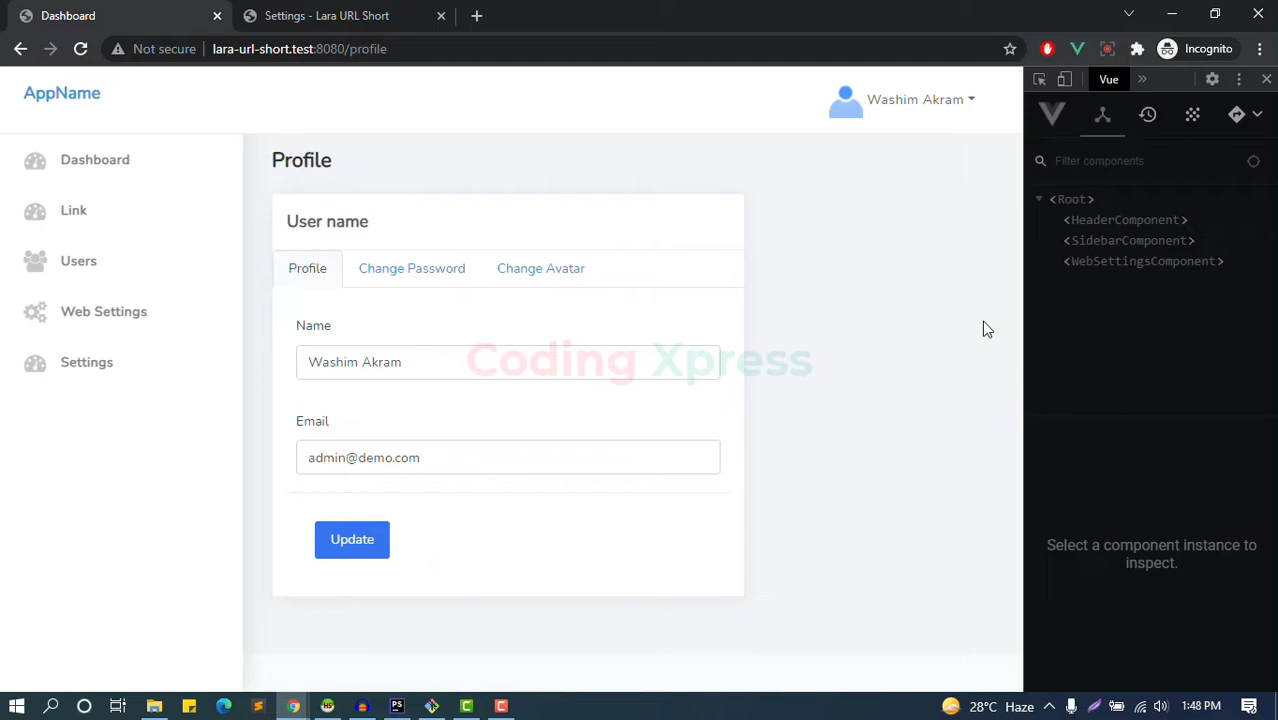 Dashboard
Settings - Lara URL Short
Not secure
lara-url-short.test:8080/profile
Incognito
AppName
Washim Akram
Vue
Filter components
<Root>
<HeaderComponent>
<SidebarComponent>
<WebSettingsComponent>
Select a component instance to
inspect.
Dashboard
Link
Users
Web Settings
Settings
Profile
User name
Profile
Change Password
Change Avatar
Name
Washim Akram
Coding Xpress
Email
admin@demo.com
Update
28°C Haze
1:48 PM